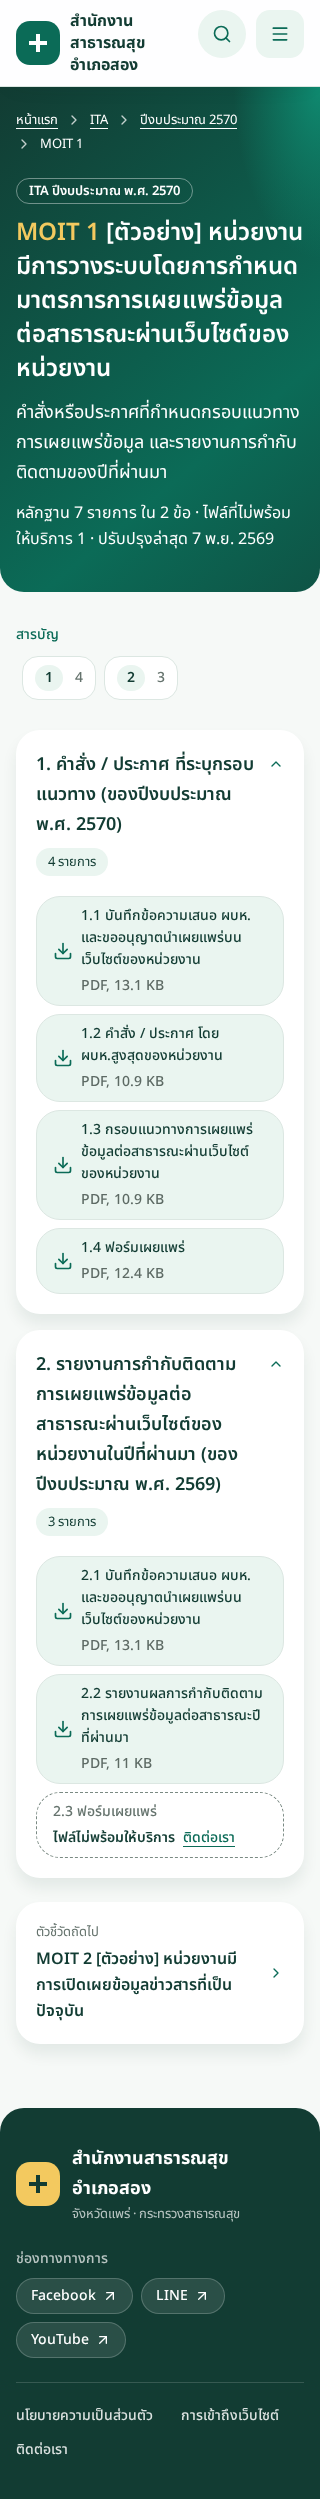 สำนักงาน
สาธารณสุข
อำเภอสอง
หน้าแรก
ITA
ปีงบประมาณ 2570
MOIT 1
ITA ปีงบประมาณ พ.ศ. 2570
MOIT 1 [ตัวอย่าง] หน่วยงาน
มีการวางระบบโดยการกำหนด
มาตรการการเผยแพร่ข้อมูล
ต่อสาธารณะผ่านเว็บไซต์ของ
หน่วยงาน
คำสั่งหรือประกาศที่กำหนดกรอบแนวทาง
การเผยแพร่ข้อมูล และรายงานการกำกับ
ติดตามของปีที่ผ่านมา
หลักฐาน 7 รายการ ใน 2 ข้อ · ไฟล์ที่ไม่พร้อม
ให้บริการ 1 · ปรับปรุงล่าสุด 7 พ.ย. 2569
สารบัญ
1 4
2 3
1. คำสั่ง / ประกาศ ที่ระบุกรอบ
แนวทาง (ของปีงบประมาณ
พ.ศ. 2570)
4 รายการ
1.1 บันทึกข้อความเสนอ ผบห.
และขออนุญาตนำเผยแพร่บน
เว็บไซต์ของหน่วยงาน
PDF, 13.1 KB
1.2 คำสั่ง / ประกาศ โดย
ผบห.สูงสุดของหน่วยงาน
PDF, 10.9 KB
1.3 กรอบแนวทางการเผยแพร่
ข้อมูลต่อสาธารณะผ่านเว็บไซต์
ของหน่วยงาน
PDF, 10.9 KB
1.4 ฟอร์มเผยแพร่
PDF, 12.4 KB
2. รายงานการกำกับติดตาม
การเผยแพร่ข้อมูลต่อ
สาธารณะผ่านเว็บไซต์ของ
หน่วยงานในปีที่ผ่านมา (ของ
ปีงบประมาณ พ.ศ. 2569)
3 รายการ
2.1 บันทึกข้อความเสนอ ผบห.
และขออนุญาตนำเผยแพร่บน
เว็บไซต์ของหน่วยงาน
PDF, 13.1 KB
2.2 รายงานผลการกำกับติดตาม
การเผยแพร่ข้อมูลต่อสาธารณะปี
ที่ผ่านมา
PDF, 11 KB
2.3 ฟอร์มเผยแพร่
ไฟล์ไม่พร้อมให้บริการ ติดต่อเรา
ตัวชี้วัดถัดไป
MOIT 2 [ตัวอย่าง] หน่วยงานมี
การเปิดเผยข้อมูลข่าวสารที่เป็น
ปัจจุบัน
สำนักงานสาธารณสุข
อำเภอสอง
จังหวัดแพร่ · กระทรวงสาธารณสุข
ช่องทางทางการ
Facebook
LINE
YouTube
นโยบายความเป็นส่วนตัว
การเข้าถึงเว็บไซต์
ติดต่อเรา